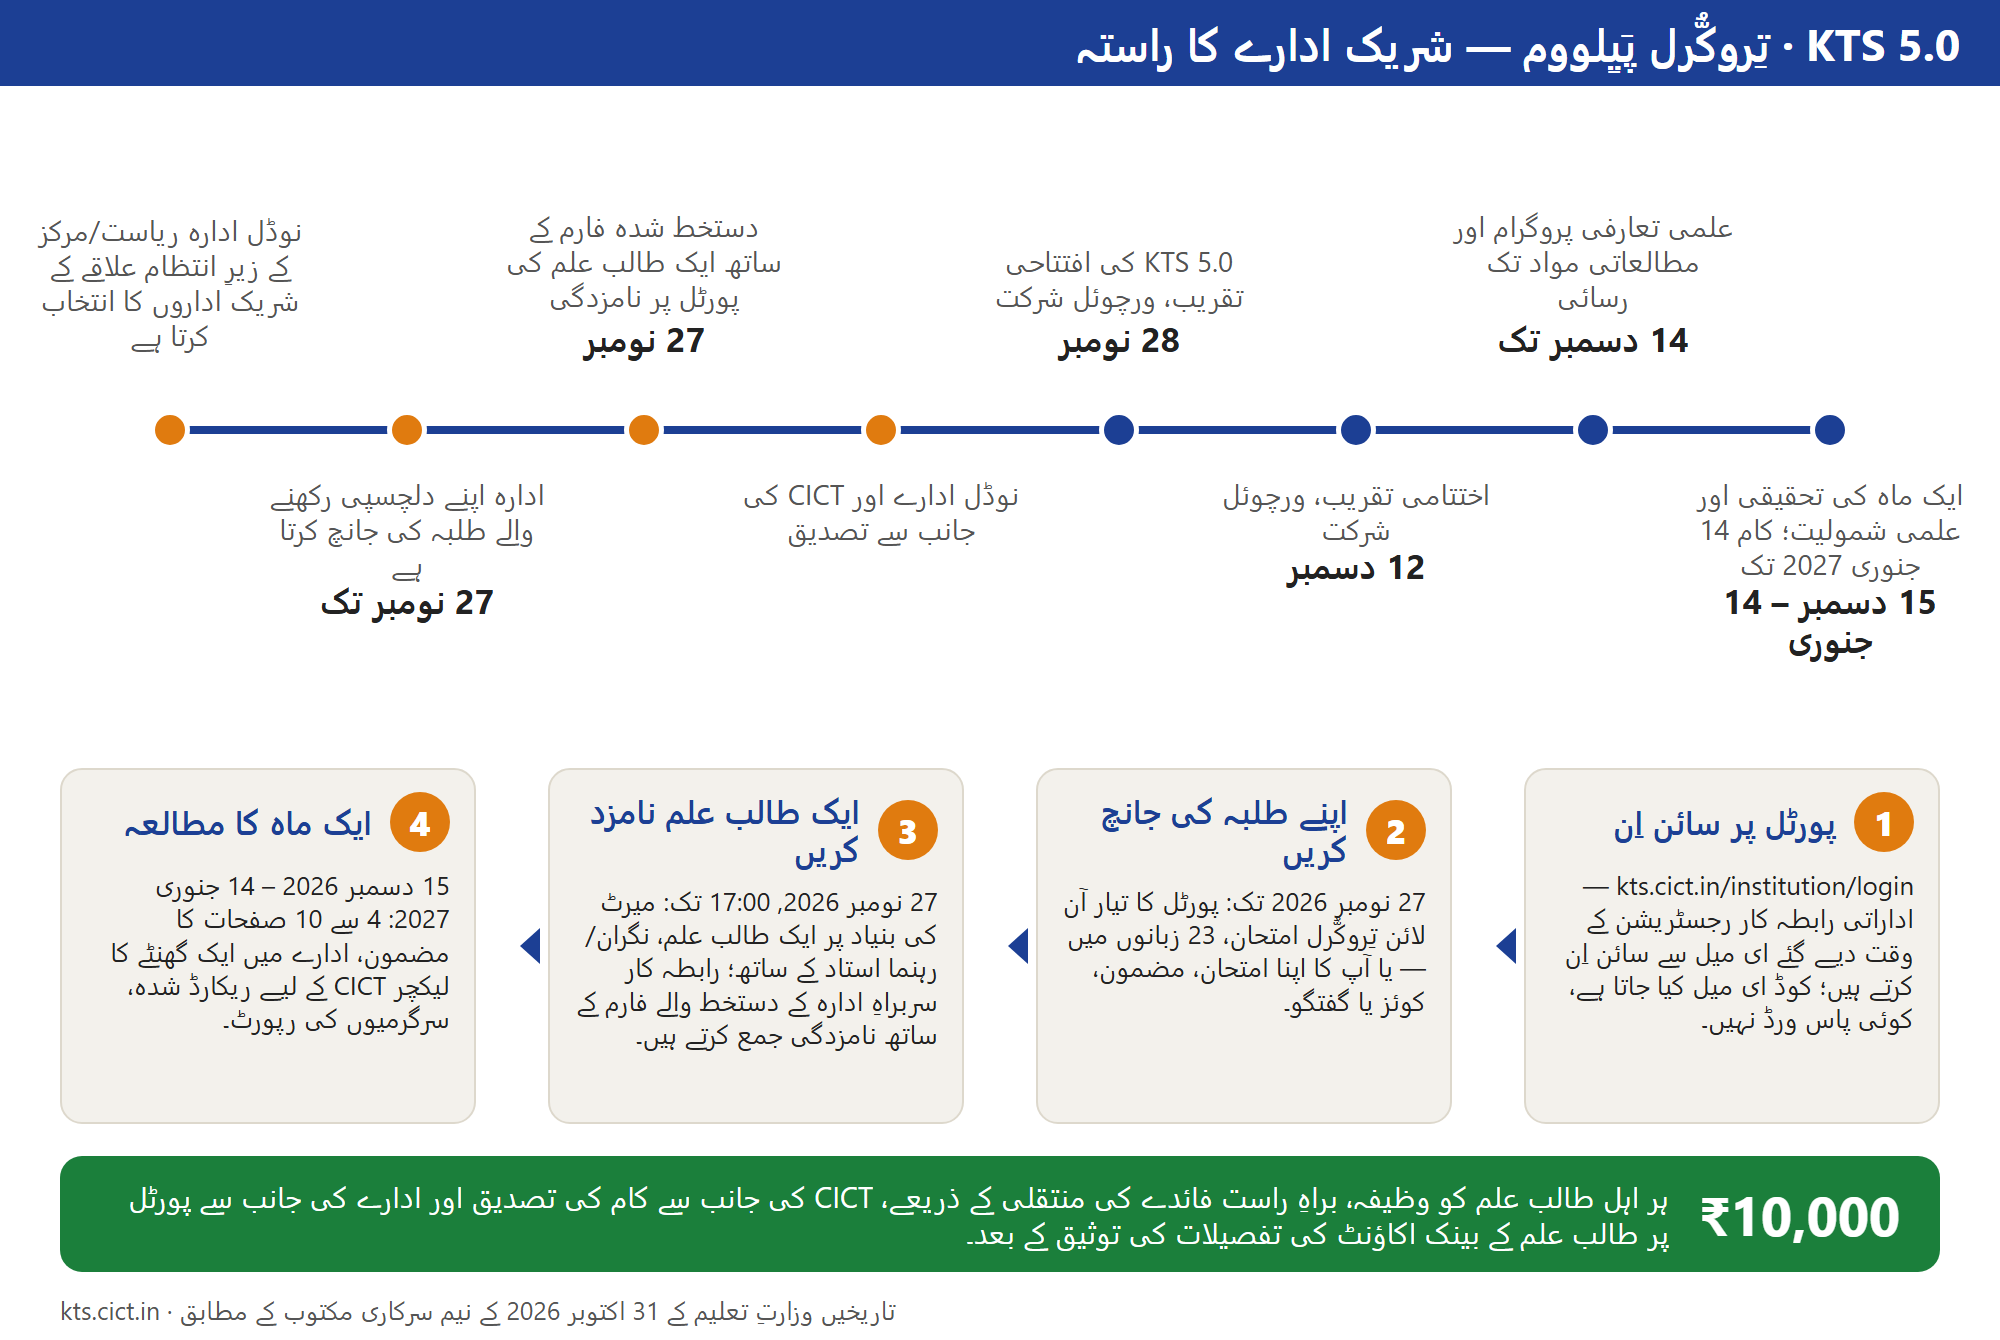 KTS 5.0 · تِروکُّرل پَیِلووم — شریک ادارے کا راستہ
نوڈل ادارہ ریاست/مرکز
کے زیرِ انتظام علاقے کے
شریک اداروں کا انتخاب
کرتا ہے
ادارہ اپنے دلچسپی رکھنے
والے طلبہ کی جانچ کرتا
ہے
27 نومبر تک
دستخط شدہ فارم کے
ساتھ ایک طالب علم کی
پورٹل پر نامزدگی
27 نومبر
نوڈل ادارے اور CICT کی
جانب سے تصدیق
KTS 5.0 کی افتتاحی
تقریب، ورچوئل شرکت
28 نومبر
اختتامی تقریب، ورچوئل
شرکت
12 دسمبر
علمی تعارفی پروگرام اور
مطالعاتی مواد تک
رسائی
14 دسمبر تک
ایک ماہ کی تحقیقی اور
علمی شمولیت؛ کام 14
جنوری 2027 تک
15 دسمبر – 14
جنوری
1
پورٹل پر سائن اِن
kts.cict.in/institution/login —
اداراتی رابطہ کار رجسٹریشن کے
وقت دیے گئے ای میل سے سائن اِن
کرتے ہیں؛ کوڈ ای میل کیا جاتا ہے،
کوئی پاس ورڈ نہیں۔
2
اپنے طلبہ کی جانچ
کریں
27 نومبر 2026 تک: پورٹل کا تیار آن
لائن تِروکُّرل امتحان، 23 زبانوں میں
— یا آپ کا اپنا امتحان، مضمون،
کوئز یا گفتگو۔
3
ایک طالب علم نامزد
کریں
27 نومبر 2026, 17:00 تک: میرٹ
کی بنیاد پر ایک طالب علم، نگران/
رہنما استاد کے ساتھ؛ رابطہ کار
سربراہِ ادارہ کے دستخط والے فارم کے
ساتھ نامزدگی جمع کرتے ہیں۔
4
ایک ماہ کا مطالعہ
15 دسمبر 2026 – 14 جنوری
2027: 4 سے 10 صفحات کا
مضمون، ادارے میں ایک گھنٹے کا
لیکچر CICT کے لیے ریکارڈ شدہ،
سرگرمیوں کی رپورٹ۔
₹10,000
ہر اہل طالب علم کو وظیفہ، براہِ راست فائدے کی منتقلی کے ذریعے، CICT کی جانب سے کام کی تصدیق اور ادارے کی جانب سے پورٹل
پر طالب علم کے بینک اکاؤنٹ کی تفصیلات کی توثیق کے بعد۔
تاریخیں وزارتِ تعلیم کے 31 اکتوبر 2026 کے نیم سرکاری مکتوب کے مطابق · kts.cict.in